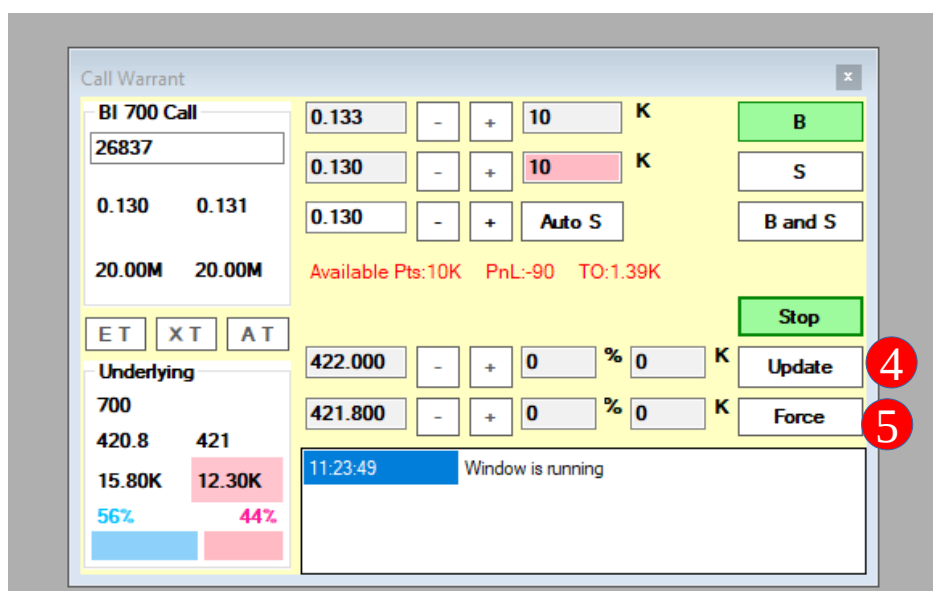 Call Warrant x
BI 700 Call
26837
0.130 0.131
20.00M 20.00M
0.133 - + 10 K B
0.130 - + 10 K S
0.130 - + Auto S B and S
Available Pts:10K PnL:-90 TO:1.39K
Stop
E T X T A T
422.000 - + 0 % 0 K Update 4
421.800 - + 0 % 0 K Force 5
Underlying
700
420.8 421
15.80K 12.30K
56% 44%
11:23:49 Window is running